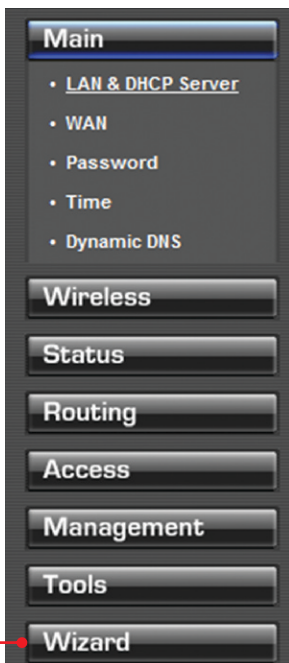 Main
• LAN & DHCP Server
• WAN
• Password
• Time
• Dynamic DNS
Wireless
Status
Routing
Access
Management
Tools
Wizard